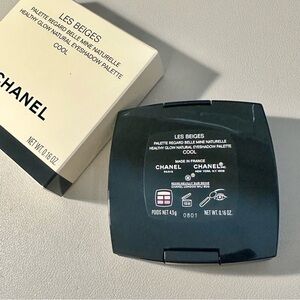 LES BEIGES
PALETTE REGARD BELLE MINE NATURELLE
HEALTHY GLOW NATURAL EYESHADOW PALETTE
COOL
CHANEL
NET WT. 0.16 OZ.
LES BEIGES
PALETTE REGARD BELLE MINE NATURELLE
HEALTHY GLOW NATURAL EYESHADOW PALETTE
COOL
MADE IN FRANCE
CHANEL CHANEL
PARIS NEW YORK, N.Y.
POIDS NET 4.5g NET WT. 0.16 OZ.
0601